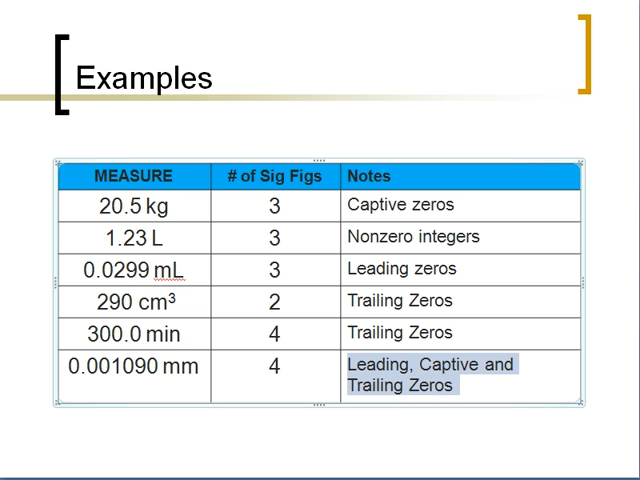 Examples
MEASURE # of Sig Figs Notes
20.5 kg 3 Captive zeros
1.23 L 3 Nonzero integers
0.0299 mL 3 Leading zeros
290 cm³ 2 Trailing Zeros
300.0 min 4 Trailing Zeros
0.001090 mm 4 Leading, Captive and
Trailing Zeros